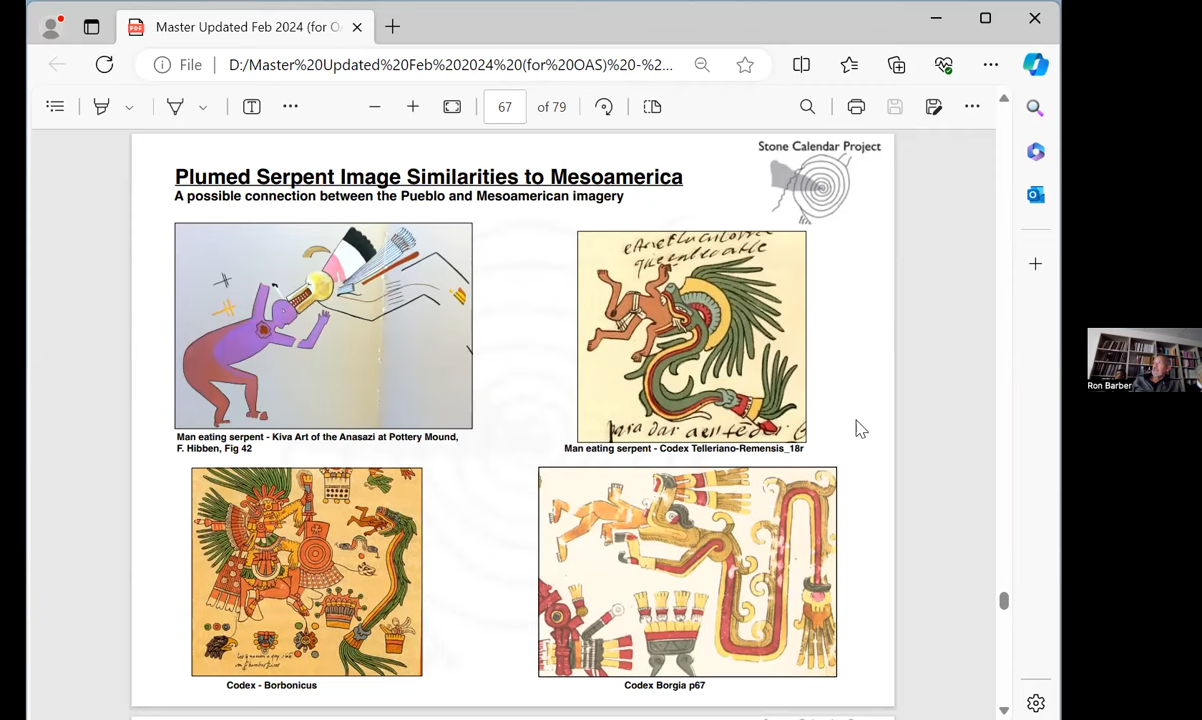 Master Updated Feb 2024 (for O
File
D:/Master%20Updated%20Feb%202024%20(for%20OAS)%20-%2...
67
of 79
Stone Calendar Project
Plumed Serpent Image Similarities to Mesoamerica
A possible connection between the Pueblo and Mesoamerican imagery
para dar
Man eating serpent - Kiva Art of the Anasazi at Pottery Mound,
F. Hibben, Fig 42
Man eating serpent - Codex Telleriano-Remensis_18r
Codex - Borbonicus
Codex Borgia p67
Ron Barber